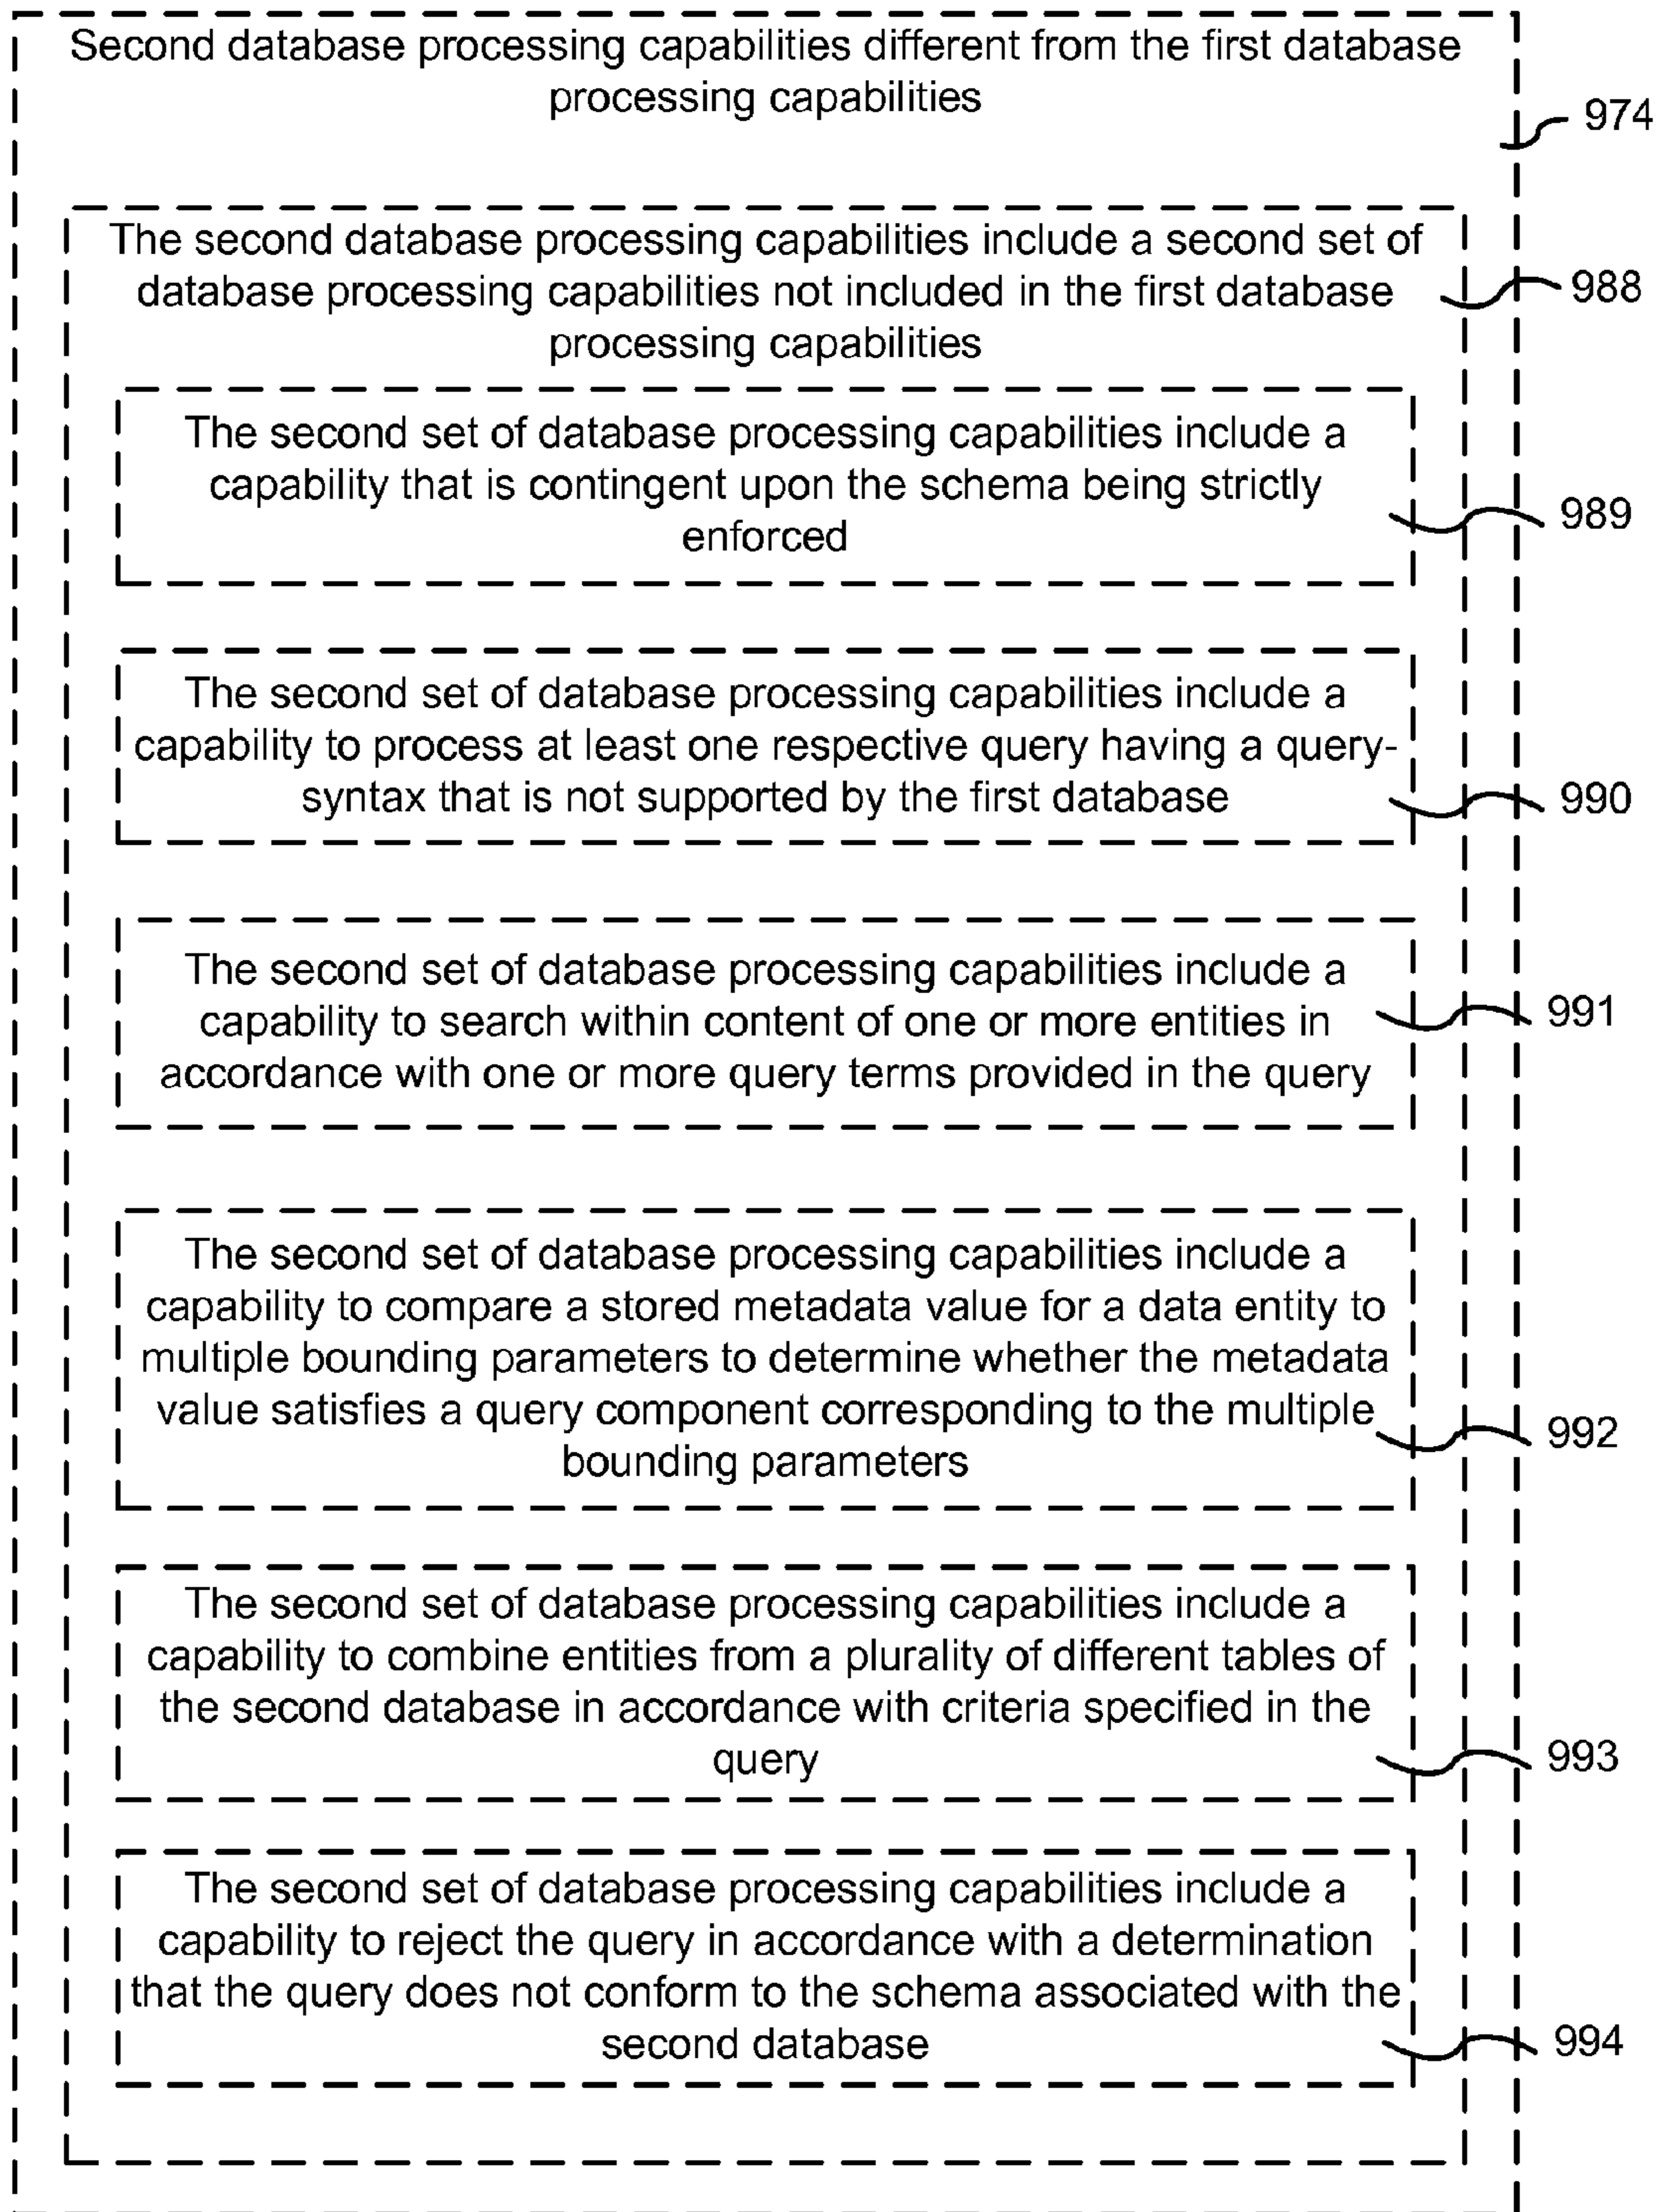 Second database processing capabilities different from the first database
processing capabilities
974
The second database processing capabilities include a second set of
database processing capabilities not included in the first database
processing capabilities
988
The second set of database processing capabilities include a
capability that is contingent upon the schema being strictly
enforced
989
The second set of database processing capabilities include a
capability to process at least one respective query having a query-
syntax that is not supported by the first database
990
The second set of database processing capabilities include a
capability to search within content of one or more entities in
accordance with one or more query terms provided in the query
991
The second set of database processing capabilities include a
capability to compare a stored metadata value for a data entity to
multiple bounding parameters to determine whether the metadata
value satisfies a query component corresponding to the multiple
bounding parameters
992
The second set of database processing capabilities include a
capability to combine entities from a plurality of different tables of
the second database in accordance with criteria specified in the
query
993
The second set of database processing capabilities include a
capability to reject the query in accordance with a determination
that the query does not conform to the schema associated with the
second database
994